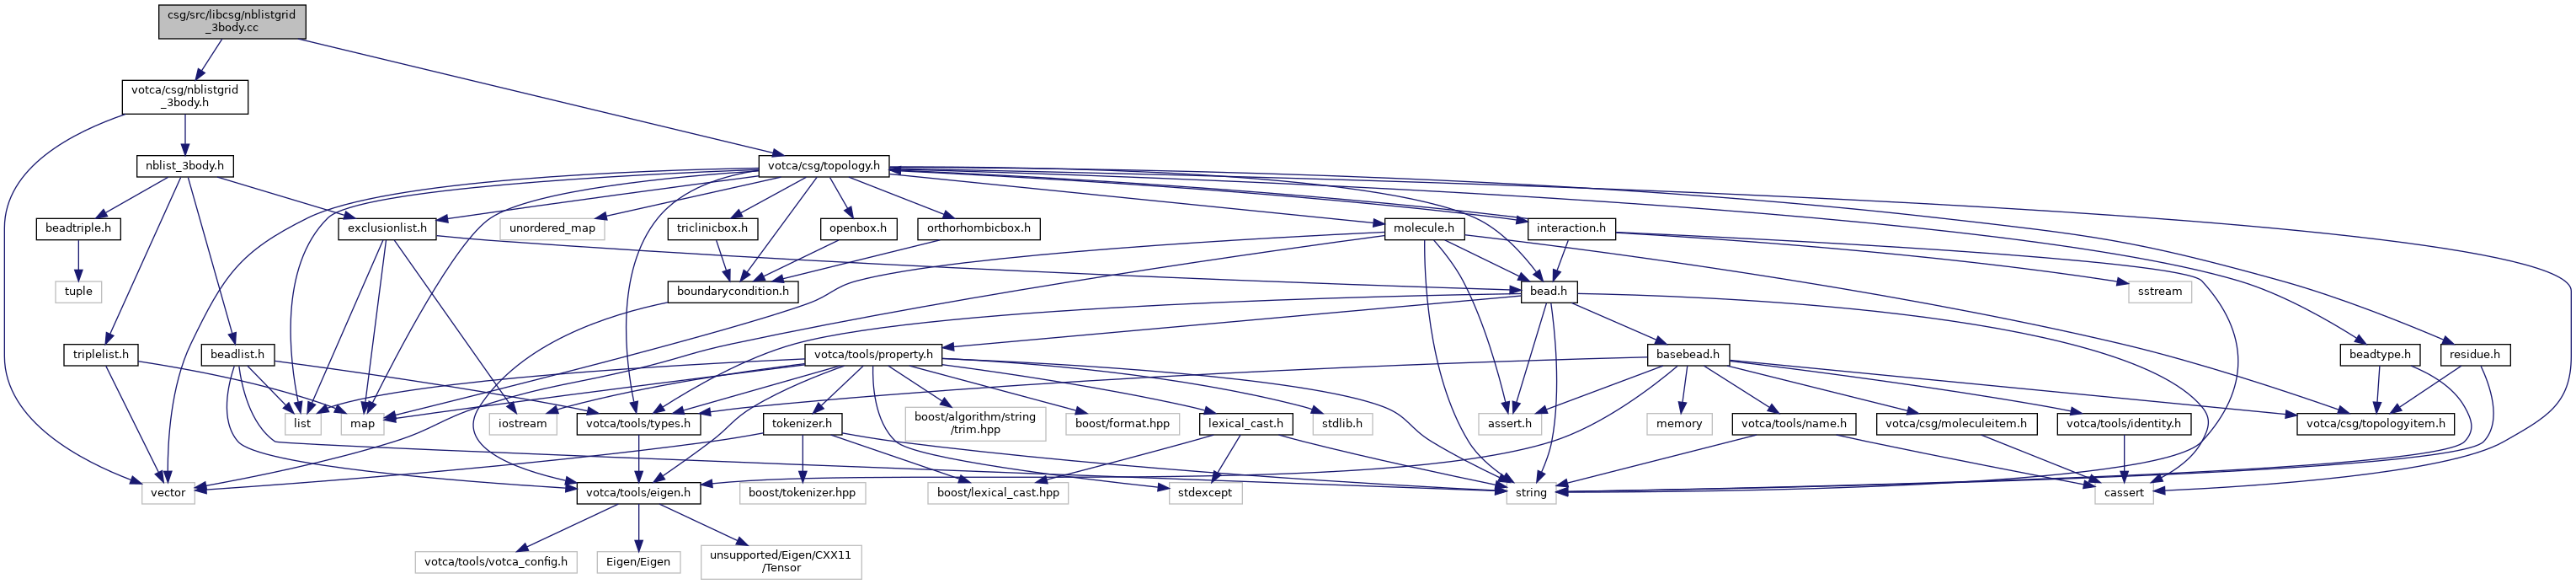 csg/src/libcsg/nblistgrid
_3body.cc
votca/csg/nblistgrid
_3body.h
nblist_3body.h
votca/csg/topology.h
beadtriple.h
exclusionlist.h
unordered_map
triclinicbox.h
openbox.h
orthorhombicbox.h
molecule.h
interaction.h
tuple
boundarycondition.h
bead.h
sstream
triplelist.h
beadlist.h
votca/tools/property.h
basebead.h
beadtype.h
residue.h
list
map
iostream
votca/tools/types.h
tokenizer.h
boost/algorithm/string
/trim.hpp
boost/format.hpp
lexical_cast.h
stdlib.h
assert.h
memory
votca/tools/name.h
votca/csg/moleculeitem.h
votca/tools/identity.h
votca/csg/topologyitem.h
vector
votca/tools/eigen.h
boost/tokenizer.hpp
boost/lexical_cast.hpp
stdexcept
string
cassert
votca/tools/votca_config.h
Eigen/Eigen
unsupported/Eigen/CXX11
/Tensor